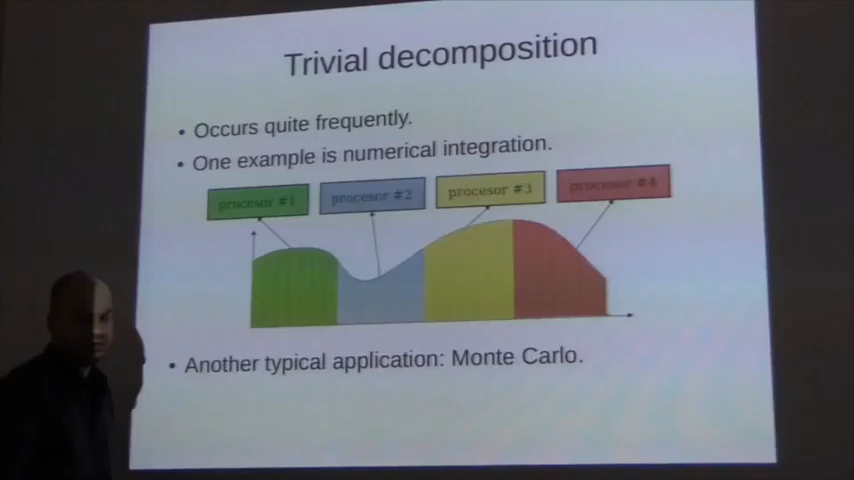 Trivial decomposition
• Occurs quite frequently.
• One example is numerical integration.
procesor #1
procesor #2
procesor #3
procesor #4
• Another typical application: Monte Carlo.